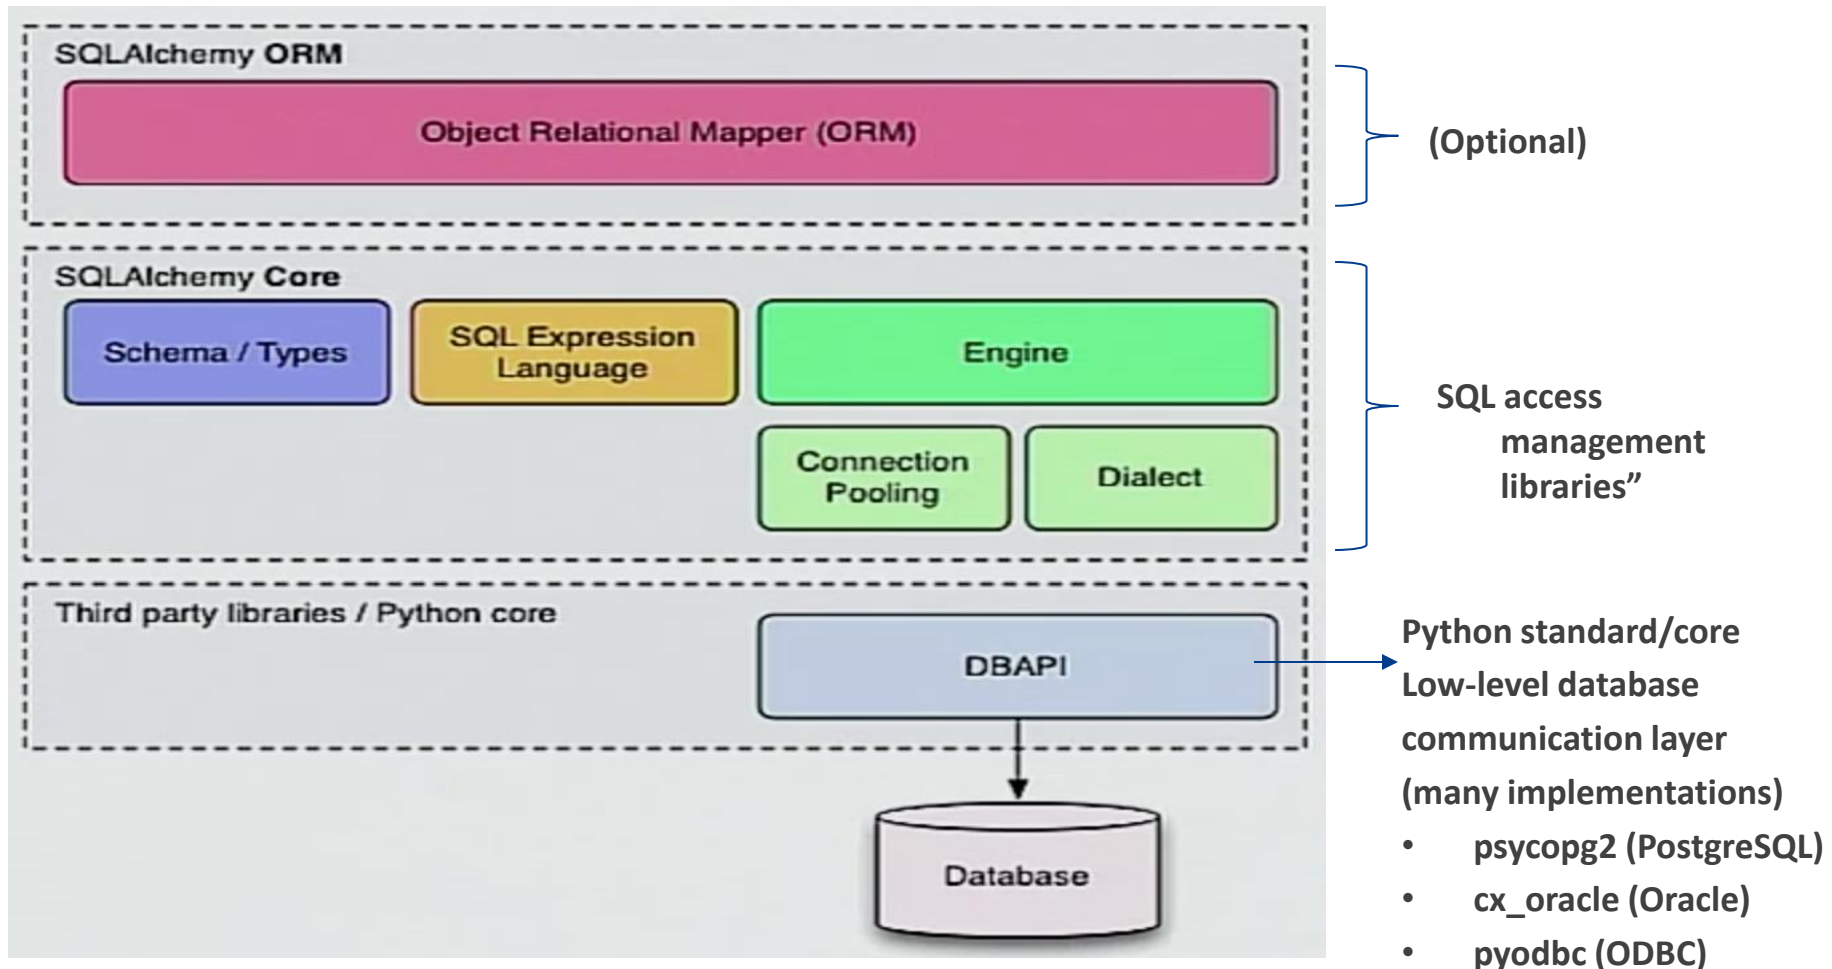 SQLAlchemy ORM
Object Relational Mapper (ORM)
(Optional)
SQLAlchemy Core
Schema / Types
SQL Expression
Language
Engine
Connection
Pooling
Dialect
SQL access
management
libraries”
Third party libraries / Python core
DBAPI
Database
Python standard/core
Low-level database
communication layer
(many implementations)
• psycopg2 (PostgreSQL)
• cx_oracle (Oracle)
• pyodbc (ODBC)